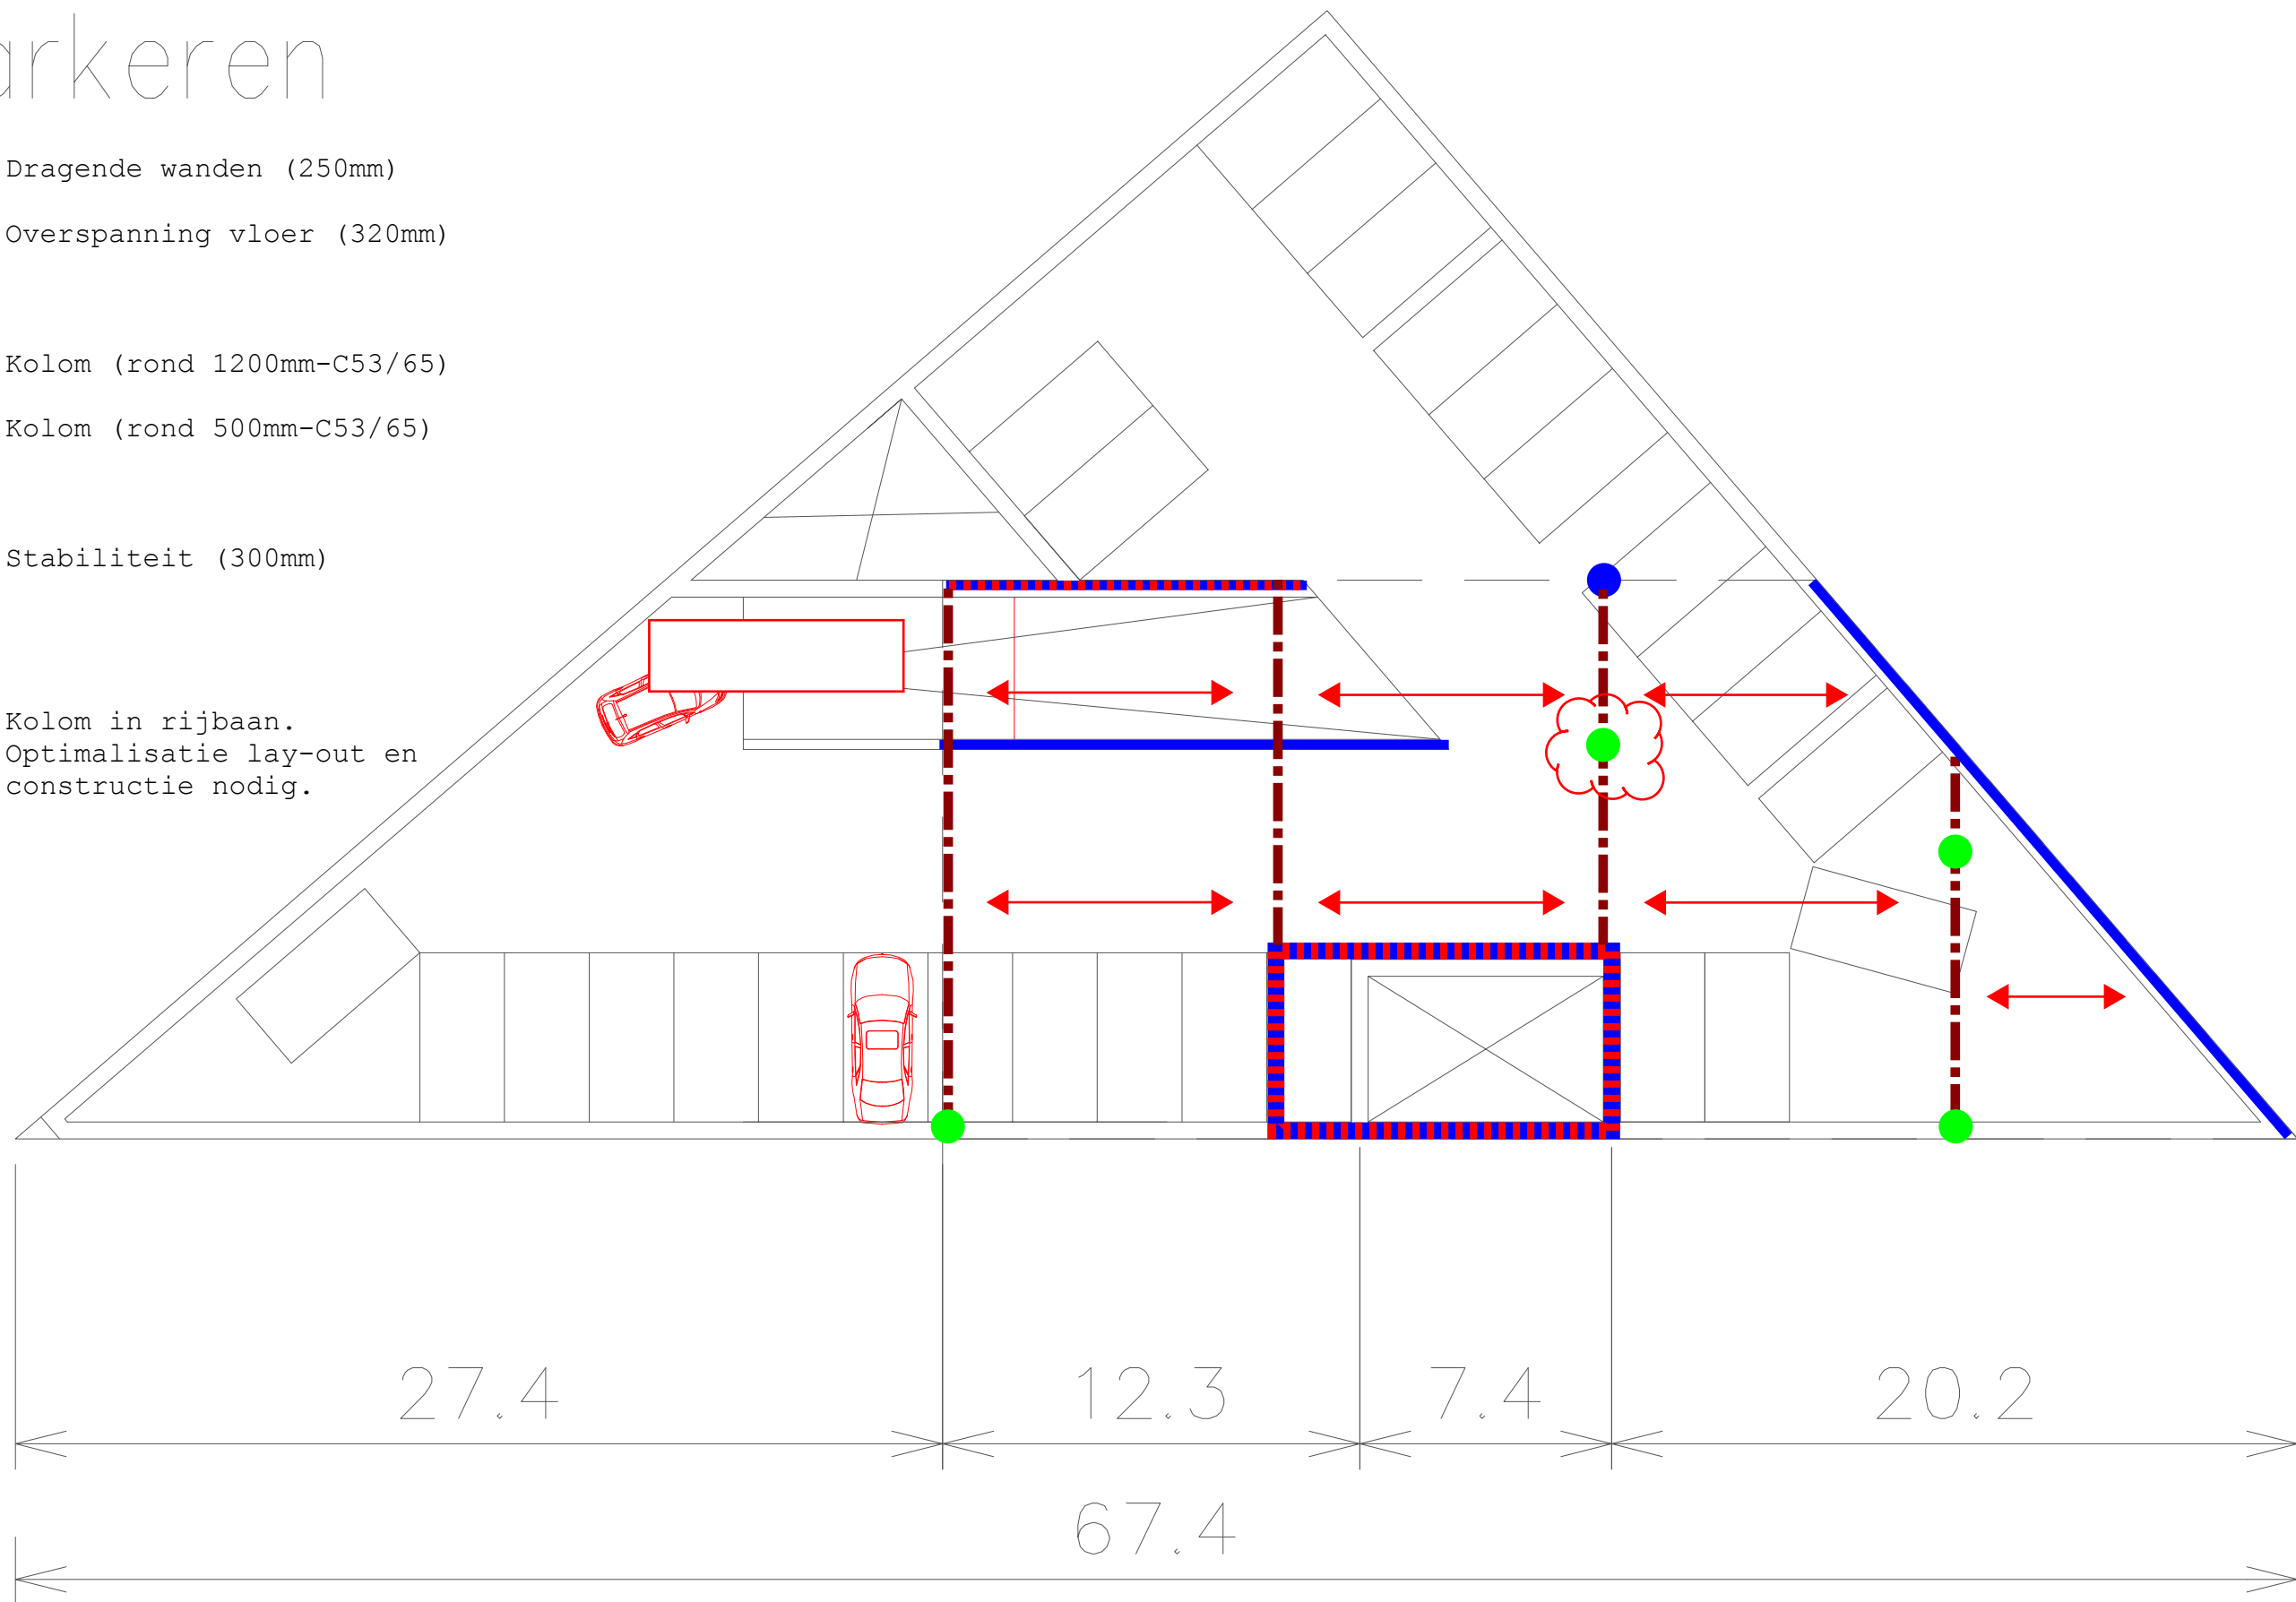 arkeren
Dragende wanden (250mm)
Overspanning vloer (320mm)
Kolom (rond 1200mm-C53/65)
Kolom (rond 500mm-C53/65)
Stabiliteit (300mm)
Kolom in rijbaan.
Optimalisatie lay-out en
constructie nodig.
27.4
12.3
7.4
20.2
67.4